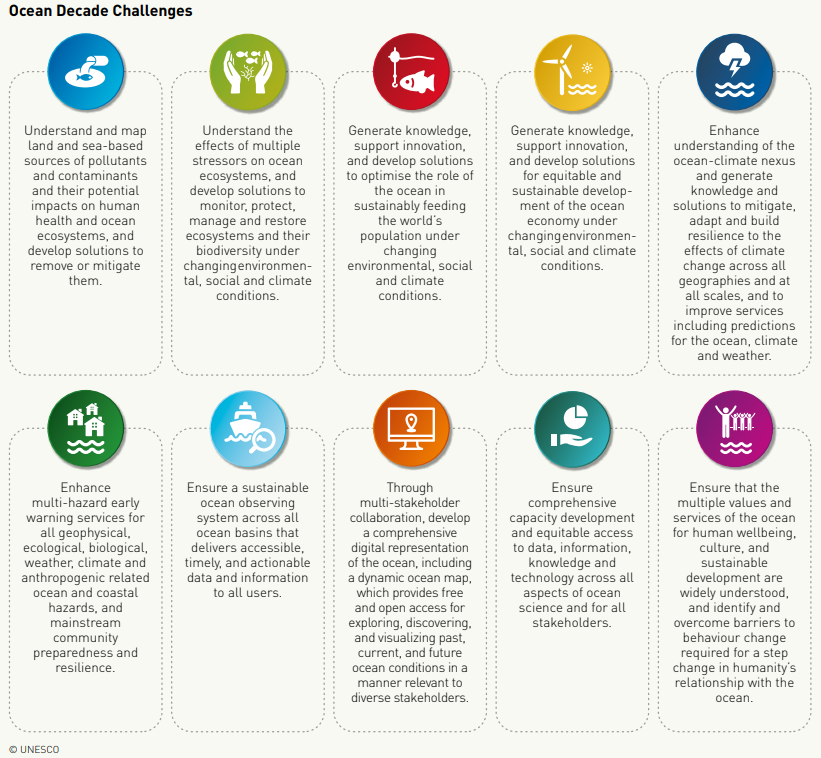 Ocean Decade Challenges
Understand and map
land and sea-based
sources of pollutants
and contaminants
and their potential
impacts on human
health and ocean
ecosystems, and
develop solutions to
remove or mitigate
them.
Understand the
effects of multiple
stressors on ocean
ecosystems, and
develop solutions to
monitor, protect,
manage and restore
ecosystems and their
biodiversity under
changingenvironmen-
tal, social and climate
conditions.
Generate knowledge,
support innovation,
and develop solutions
to optimise the role of
the ocean in
sustainably feeding
the world's
population under
changing
environmental, social
and climate
conditions.
Generate knowledge,
support innovation,
and develop solutions
for equitable and
sustainable develop-
ment of the ocean
economy under
changingenvironmen-
tal, social and climate
conditions.
Enhance
understanding of the
ocean-climate nexus
and generate
knowledge and
solutions to mitigate,
adapt and build
resilience to the
effects of climate
change across all
geographies and at
all scales, and to
improve services
including predictions
for the ocean, climate
and weather.
Enhance
multi-hazard early
warning services for
all geophysical,
ecological, biological,
weather, climate and
anthropogenic related
ocean and coastal
hazards, and
mainstream
community
preparedness and
resilience.
Ensure a sustainable
ocean observing
system across all
ocean basins that
delivers accessible,
timely, and actionable
data and information
to all users.
Through
multi-stakeholder
collaboration, develop
a comprehensive
digital representation
of the ocean, including
a dynamic ocean map,
which provides free
and open access for
exploring, discovering,
and visualizing past,
current, and future
ocean conditions in a
manner relevant to
diverse stakeholders.
Ensure
comprehensive
capacity development
and equitable access
to data, information,
knowledge and
technology across all
aspects of ocean
science and for all
stakeholders.
Ensure that the
multiple values and
services of the ocean
for human wellbeing,
culture, and
sustainable
development are
widely understood,
and identify and
overcome barriers to
behaviour change
required for a step
change in humanity's
relationship with the
ocean.
© UNESCO